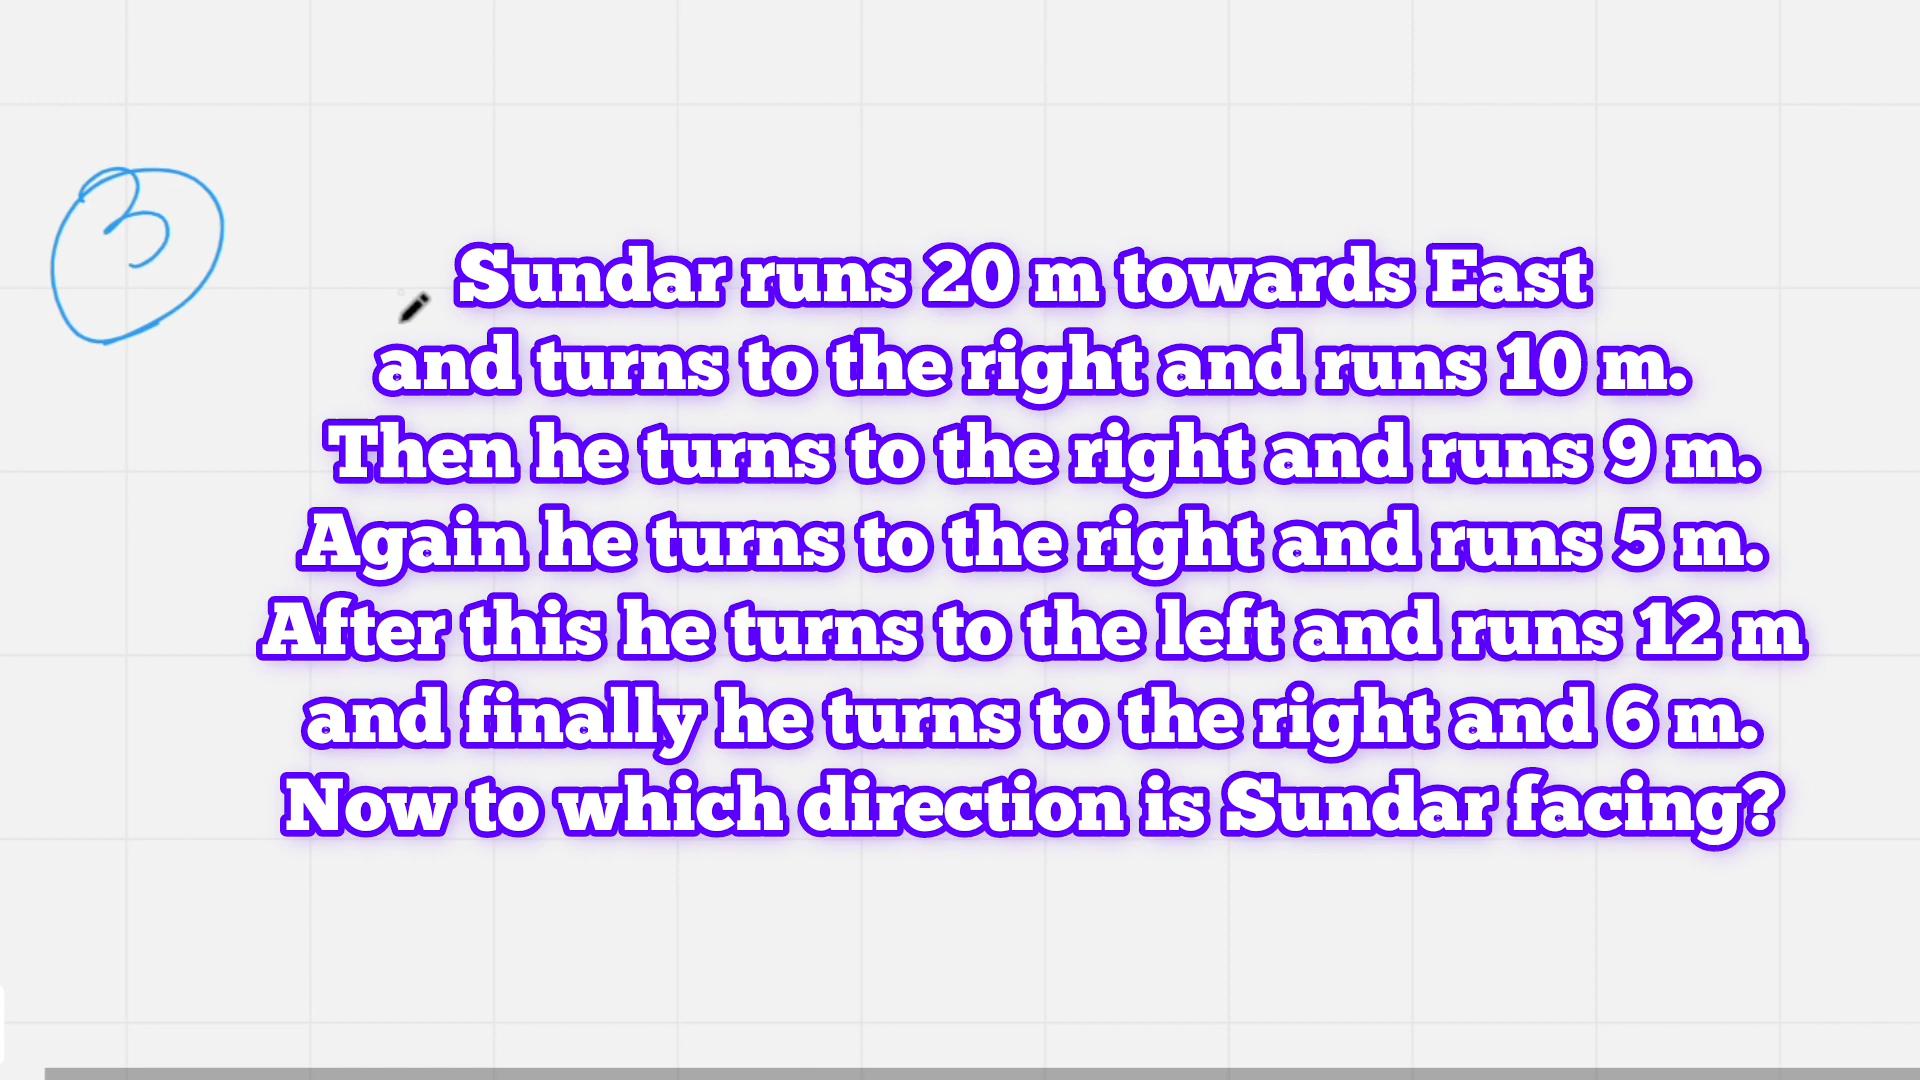 3
Sundar runs 20 m towards East
and turns to the right and runs 10 m.
Then he turns to the right and runs 9 m.
Again he turns to the right and runs 5 m.
After this he turns to the left and runs 12 m
and finally he turns to the right and 6 m.
Now to which direction is Sundar facing?